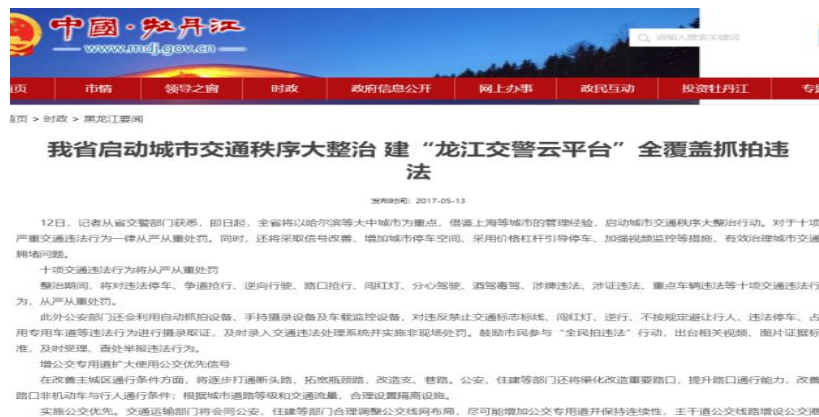 中國·牡丹江
www.mdj.gov.cn
请输入搜索关键词
首页 市情 领导之窗 时政 政府信息公开 网上办事 政民互动 投资牡丹江 专
首页 > 时政 > 黑龙江要闻
我省启动城市交通秩序大整治 建“龙江交警云平台”全覆盖抓拍违
法
发布时间：2017-05-13
12日，记者从省交警部门获悉，即日起，全省将以哈尔滨等大中城市为重点，借鉴上海等城市的管理经验，启动城市交通秩序大整治行动。对于十项
严重交通违法行为一律从严从重处罚。同时，还将采取信号改善、增加城市停车空间、采用价格杠杆引导停车、加强视频监控等措施，有效治理城市交通
拥堵问题。
十项交通违法行为将从严从重处罚
整治期间，将对违法停车、争道抢行、逆向行驶、路口抢行、闯红灯、分心驾驶、酒驾毒驾、涉牌违法、涉证违法、重点车辆违法等十项交通违法行
为，从严从重处罚。
此外公安部门还会利用自动抓拍设备、手持摄录设备及车载监控设备，对违反禁止交通标志标线、闯红灯、逆行、不按规定避让行人、违法停车、占
用专用车道等违法行为进行摄录取证，及时录入交通违法处理系统并实施非现场处罚。鼓励市民参与“全民拍违法”行动，出台相关视频、图片证据标
准，及时受理、查处举报违法行为。
增公交专用道扩大使用公交优先信号
在改善主城区通行条件方面，将逐步打通断头路，拓宽瓶颈路，改造支、巷路。公安、住建等部门还将渠化改造重要路口，提升路口通行能力，改善
路口非机动车与行人通行条件；根据城市道路等级和交通流量，合理设置隔离设施。
实施公交优先。交通运输部门将会同公安、住建等部门合理调整公交线网布局，尽可能增加公交专用道并保持连续性，主干道公交线路增设公交港